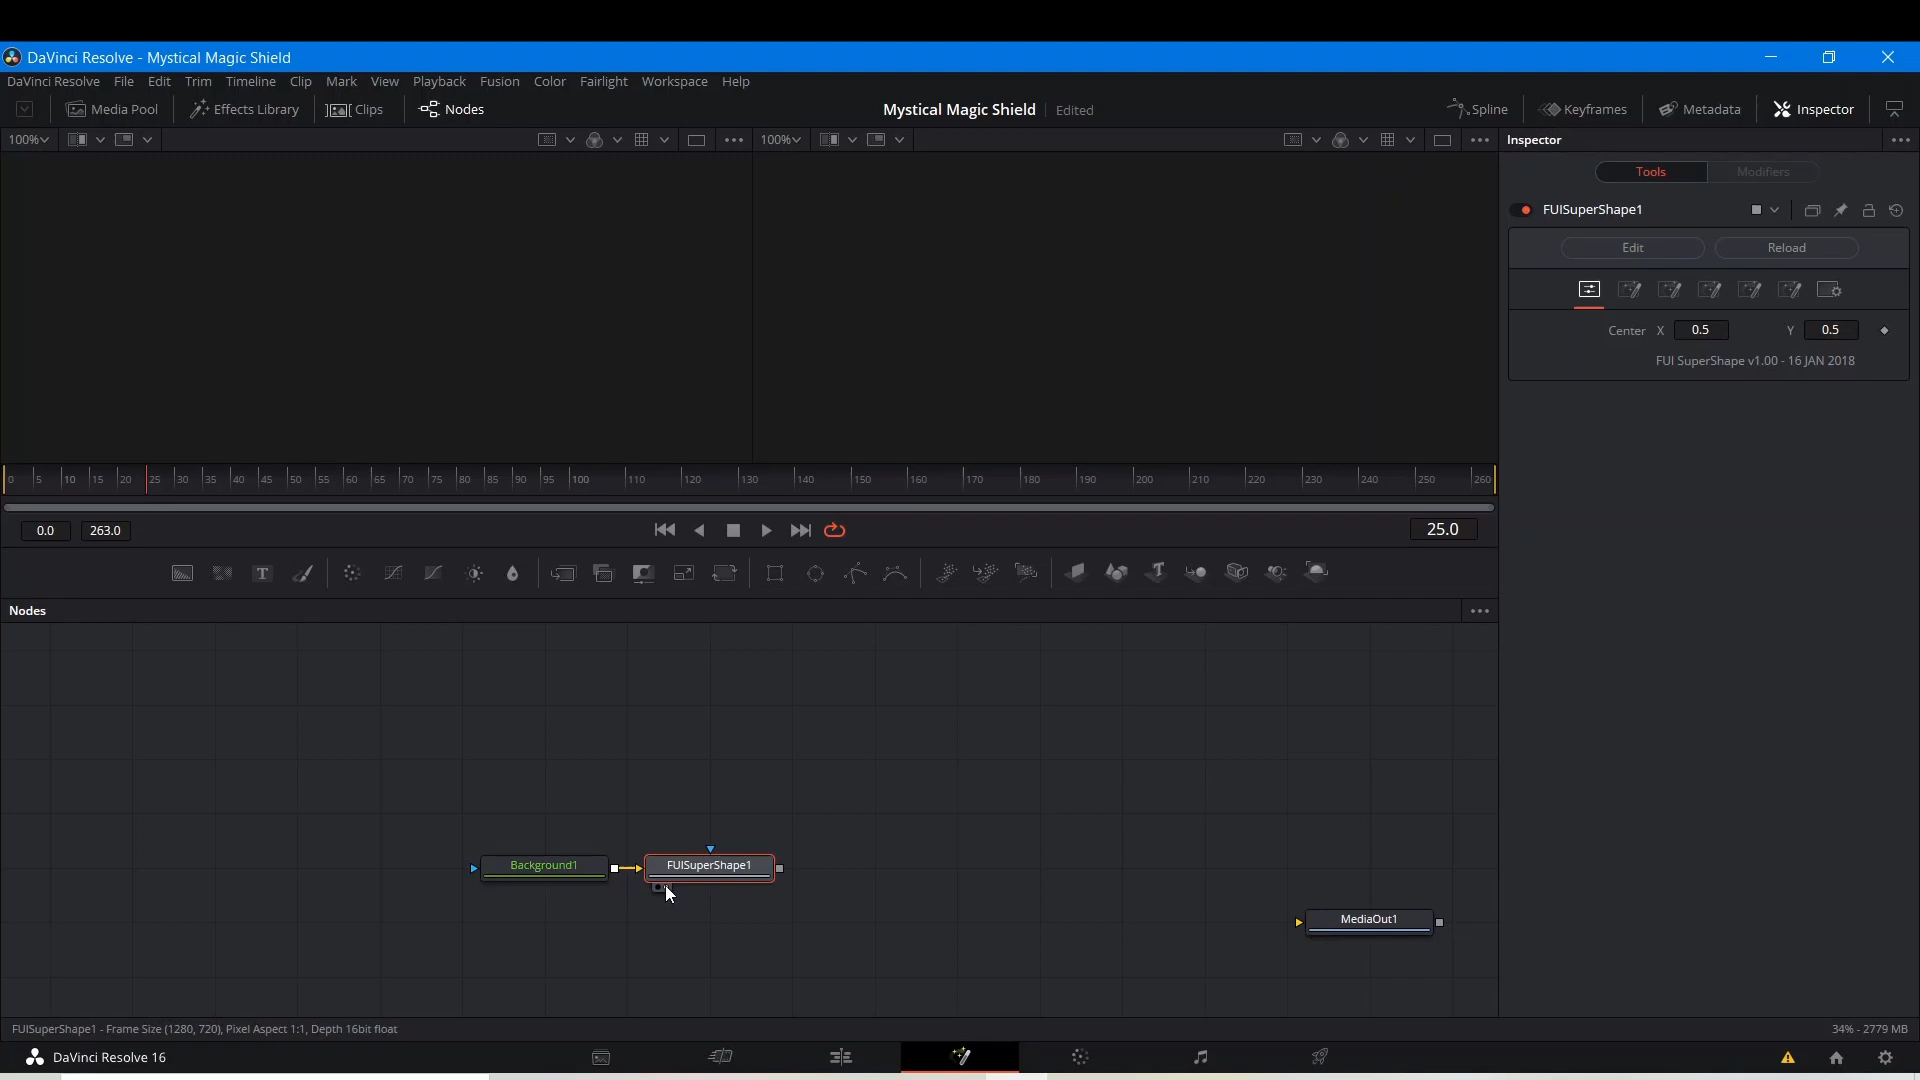 DaVinci Resolve - Mystical Magic Shield
DaVinci Resolve File Edit Trim Timeline Clip Mark View Playback Fusion Color Fairlight Workspace Help
Media Pool Effects Library Clips Nodes Mystical Magic Shield Edited Spline Keyframes Metadata Inspector
100% 100% Inspector
Tools Modifiers
FUISuperShape1
Edit Reload
Center X 0.5 Y 0.5
FUI SuperShape v1.00 - 16 JAN 2018
0 5 10 15 20 25 30 35 40 45 50 55 60 65 70 75 80 85 90 95 100 110 120 130 140 150 160 170 180 190 200 210 220 230 240 250 260
0.0 263.0 25.0
T
Nodes
Background1 FUISuperShape1
MediaOut1
FUISuperShape1 - Frame Size (1280, 720), Pixel Aspect 1:1, Depth 16bit float 34% - 2779 MB
DaVinci Resolve 16